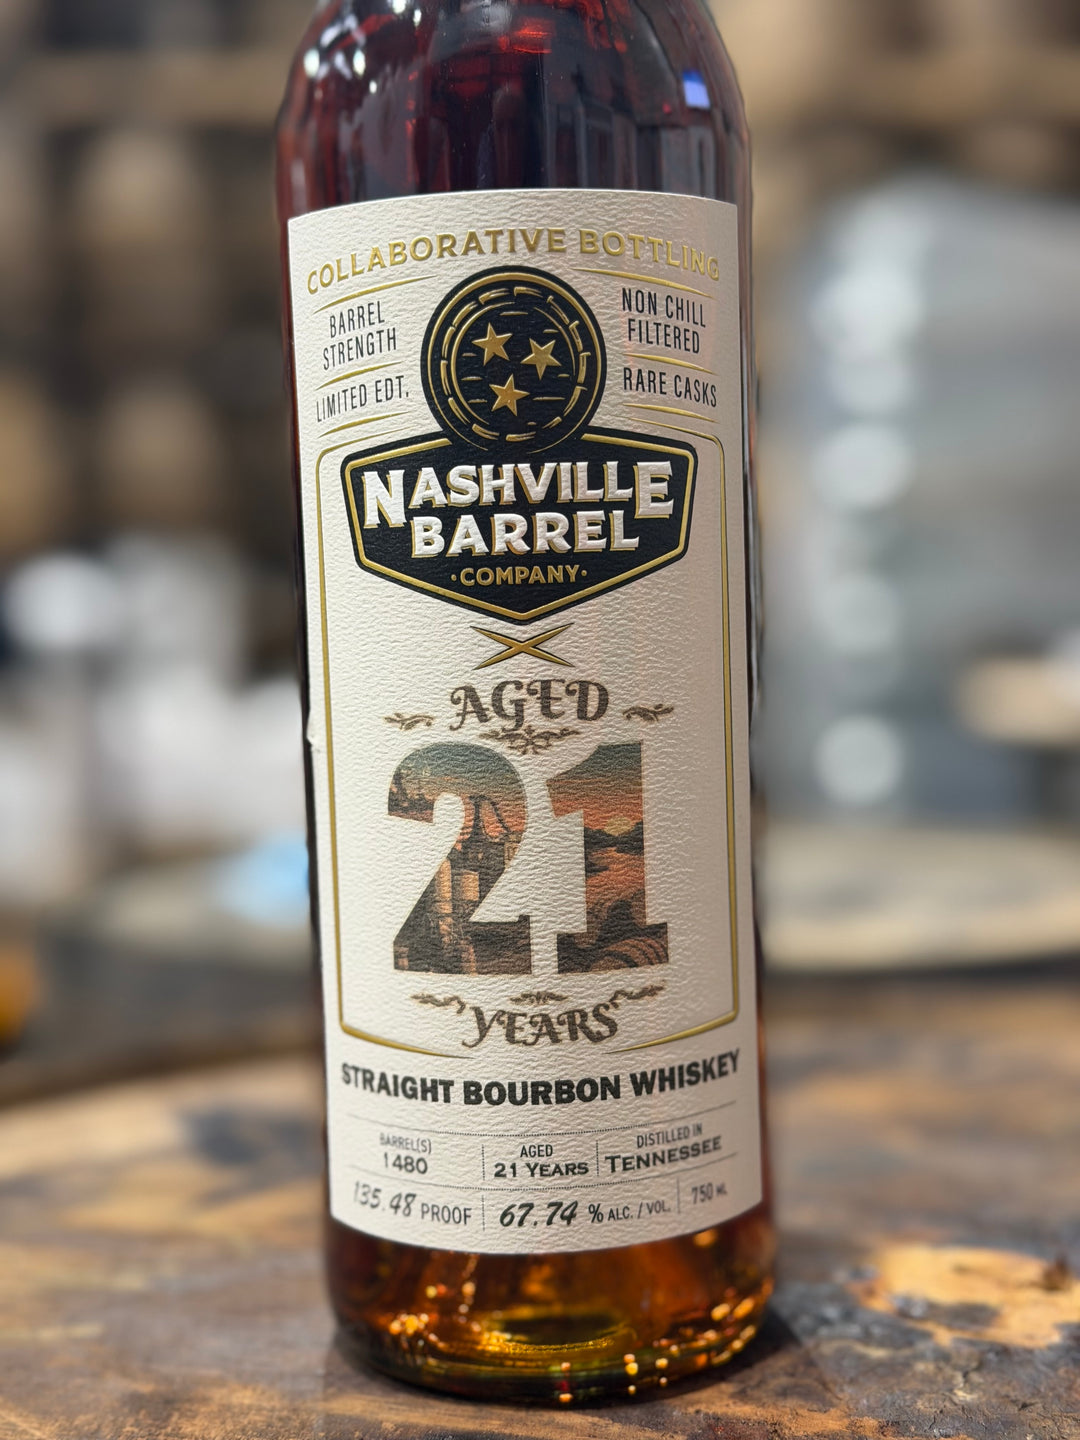 COLLABORATIVE BOTTLING
BARREL
STRENGTH
LIMITED EDT.
NON CHILL
FILTERED
RARE CASKS
NASHVILLE
BARREL
·COMPANY·
AGED
21
YEARS
STRAIGHT BOURBON WHISKEY
BARREL(S)
1480
AGED
21 YEARS
DISTILLED IN
TENNESSEE
135.48 PROOF
67.74 % ALC. / VOL.
750 ML